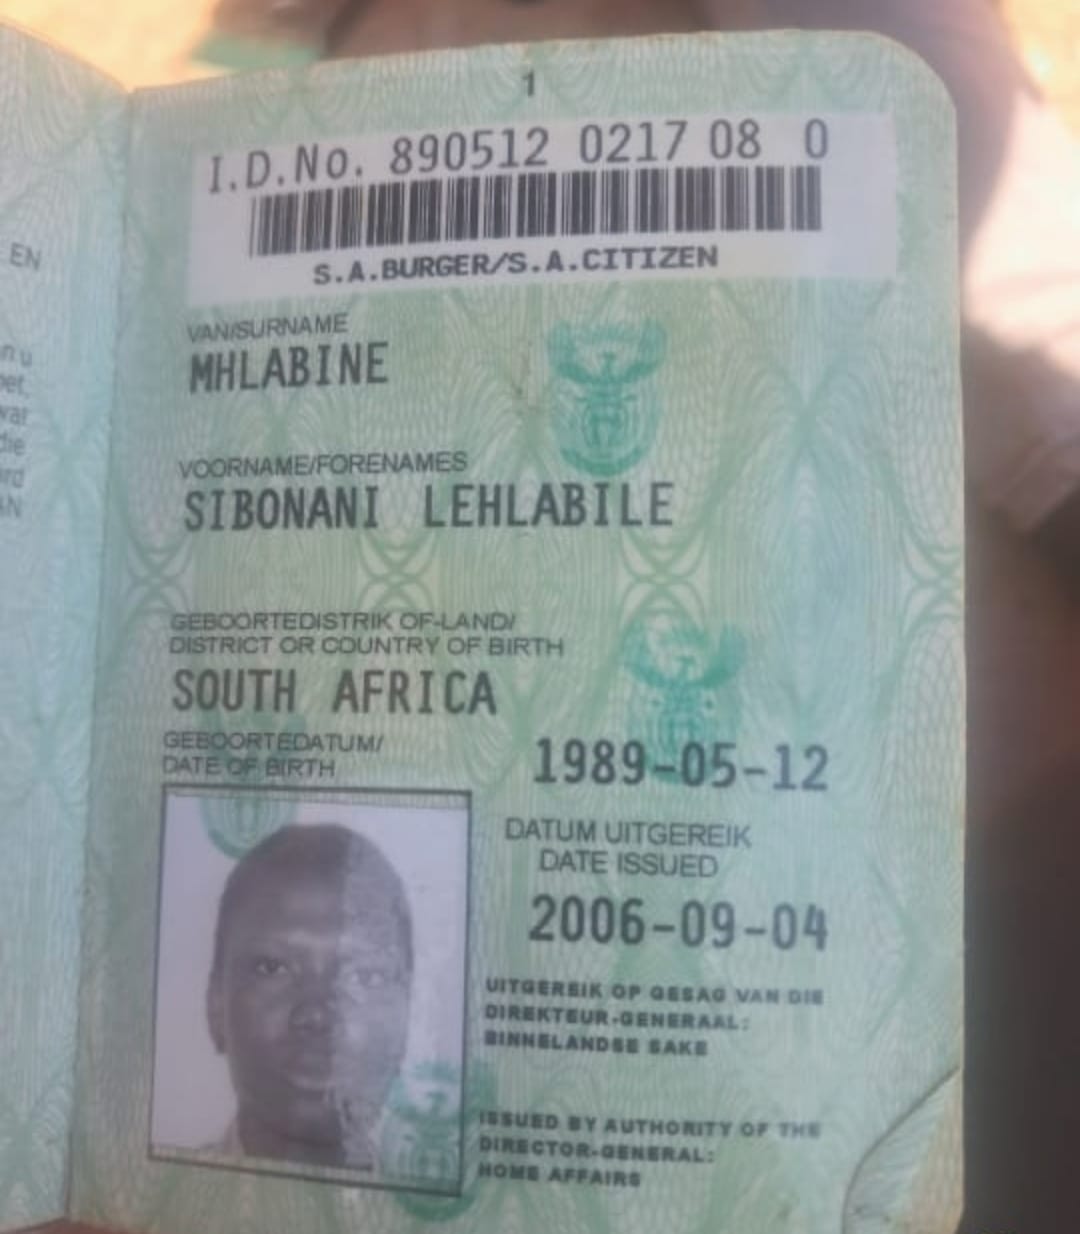 1
I.D.No. 890512 0217 08 0
S.A.BURGER/S.A.CITIZEN
VAN/SURNAME
MHLABINE
VOORNAME/FORENAMES
SIBONANI LEHLABILE
GEBOORTEDISTRIK OF-LAND/
DISTRICT OR COUNTRY OF BIRTH
SOUTH AFRICA
GEBOORTEDATUM/
DATE OF BIRTH
1989-05-12
DATUM UITGEREIK
DATE ISSUED
2006-09-04
UITGEREIK OP GESAG VAN DIE
DIREKTEUR-GENERAAL:
BINNELANDSE SAKE
ISSUED BY AUTHORITY OF THE
DIRECTOR-GENERAL:
HOME AFFAIRS
EN
die